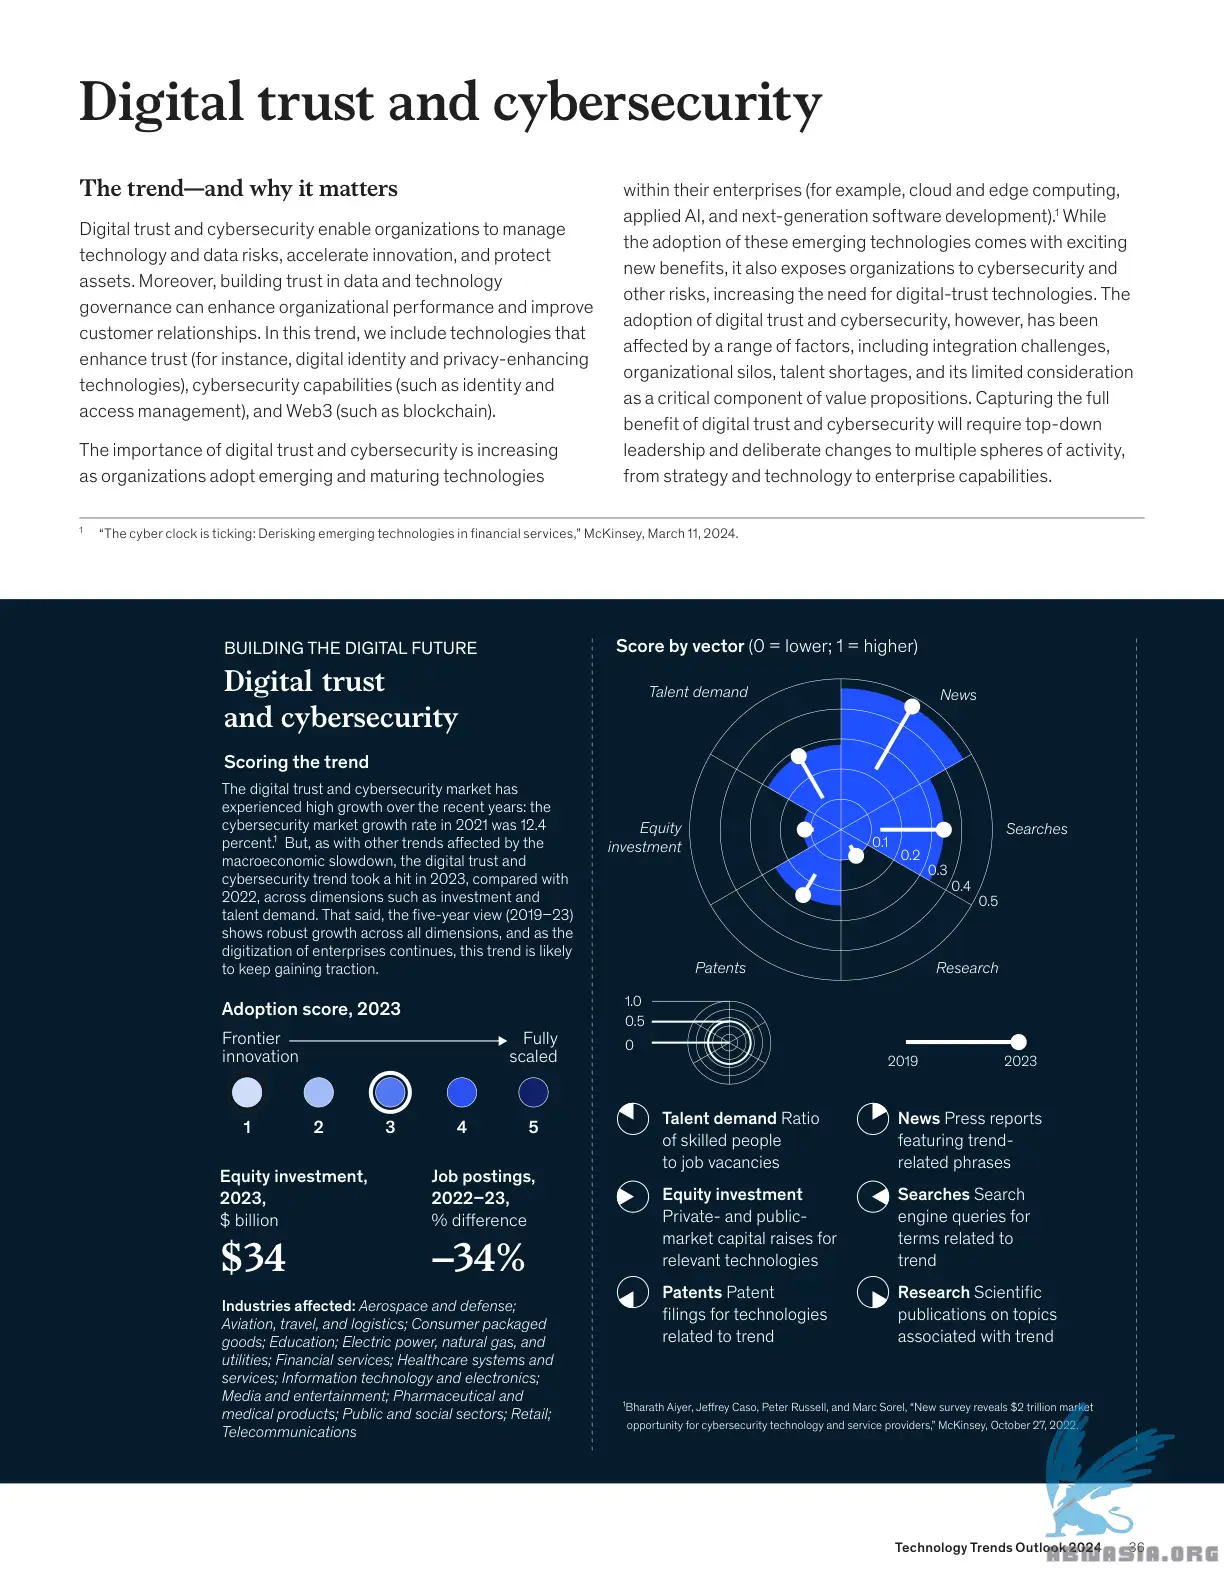 Digital trust and cybersecurity
The trend—and why it matters
Digital trust and cybersecurity enable organizations to manage
technology and data risks, accelerate innovation, and protect
assets. Moreover, building trust in data and technology
governance can enhance organizational performance and improve
customer relationships. In this trend, we include technologies that
enhance trust (for instance, digital identity and privacy-enhancing
technologies), cybersecurity capabilities (such as identity and
access management), and Web3 (such as blockchain).
The importance of digital trust and cybersecurity is increasing
as organizations adopt emerging and maturing technologies
within their enterprises (for example, cloud and edge computing,
applied AI, and next-generation software development).¹ While
the adoption of these emerging technologies comes with exciting
new benefits, it also exposes organizations to cybersecurity and
other risks, increasing the need for digital-trust technologies. The
adoption of digital trust and cybersecurity, however, has been
affected by a range of factors, including integration challenges,
organizational silos, talent shortages, and its limited consideration
as a critical component of value propositions. Capturing the full
benefit of digital trust and cybersecurity will require top-down
leadership and deliberate changes to multiple spheres of activity,
from strategy and technology to enterprise capabilities.
¹ “The cyber clock is ticking: Derisking emerging technologies in financial services,” McKinsey, March 11, 2024.
BUILDING THE DIGITAL FUTURE
Digital trust
and cybersecurity
Scoring the trend
The digital trust and cybersecurity market has
experienced high growth over the recent years: the
cybersecurity market growth rate in 2021 was 12.4
percent.¹ But, as with other trends affected by the
macroeconomic slowdown, the digital trust and
cybersecurity trend took a hit in 2023, compared with
2022, across dimensions such as investment and
talent demand. That said, the five-year view (2019–23)
shows robust growth across all dimensions, and as the
digitization of enterprises continues, this trend is likely
to keep gaining traction.
Adoption score, 2023
Frontier
innovation
Fully
scaled
1 2 3 4 5
Equity investment,
2023,
$ billion
$34
Job postings,
2022–23,
% difference
–34%
Industries affected: Aerospace and defense;
Aviation, travel, and logistics; Consumer packaged
goods; Education; Electric power, natural gas, and
utilities; Financial services; Healthcare systems and
services; Information technology and electronics;
Media and entertainment; Pharmaceutical and
medical products; Public and social sectors; Retail;
Telecommunications
Score by vector (0 = lower; 1 = higher)
Talent demand
News
Equity
investment
Searches
0.1
0.2
0.3
0.4
0.5
Patents
Research
1.0
0.5
0
2019 2023
Talent demand Ratio
of skilled people
to job vacancies
Equity investment
Private- and public-
market capital raises for
relevant technologies
Patents Patent
filings for technologies
related to trend
News Press reports
featuring trend-
related phrases
Searches Search
engine queries for
terms related to
trend
Research Scientific
publications on topics
associated with trend
¹Bharath Aiyer, Jeffrey Caso, Peter Russell, and Marc Sorel, “New survey reveals $2 trillion market
opportunity for cybersecurity technology and service providers,” McKinsey, October 27, 2022.
Technology Trends Outlook 2024 36
ABWASIA.ORG